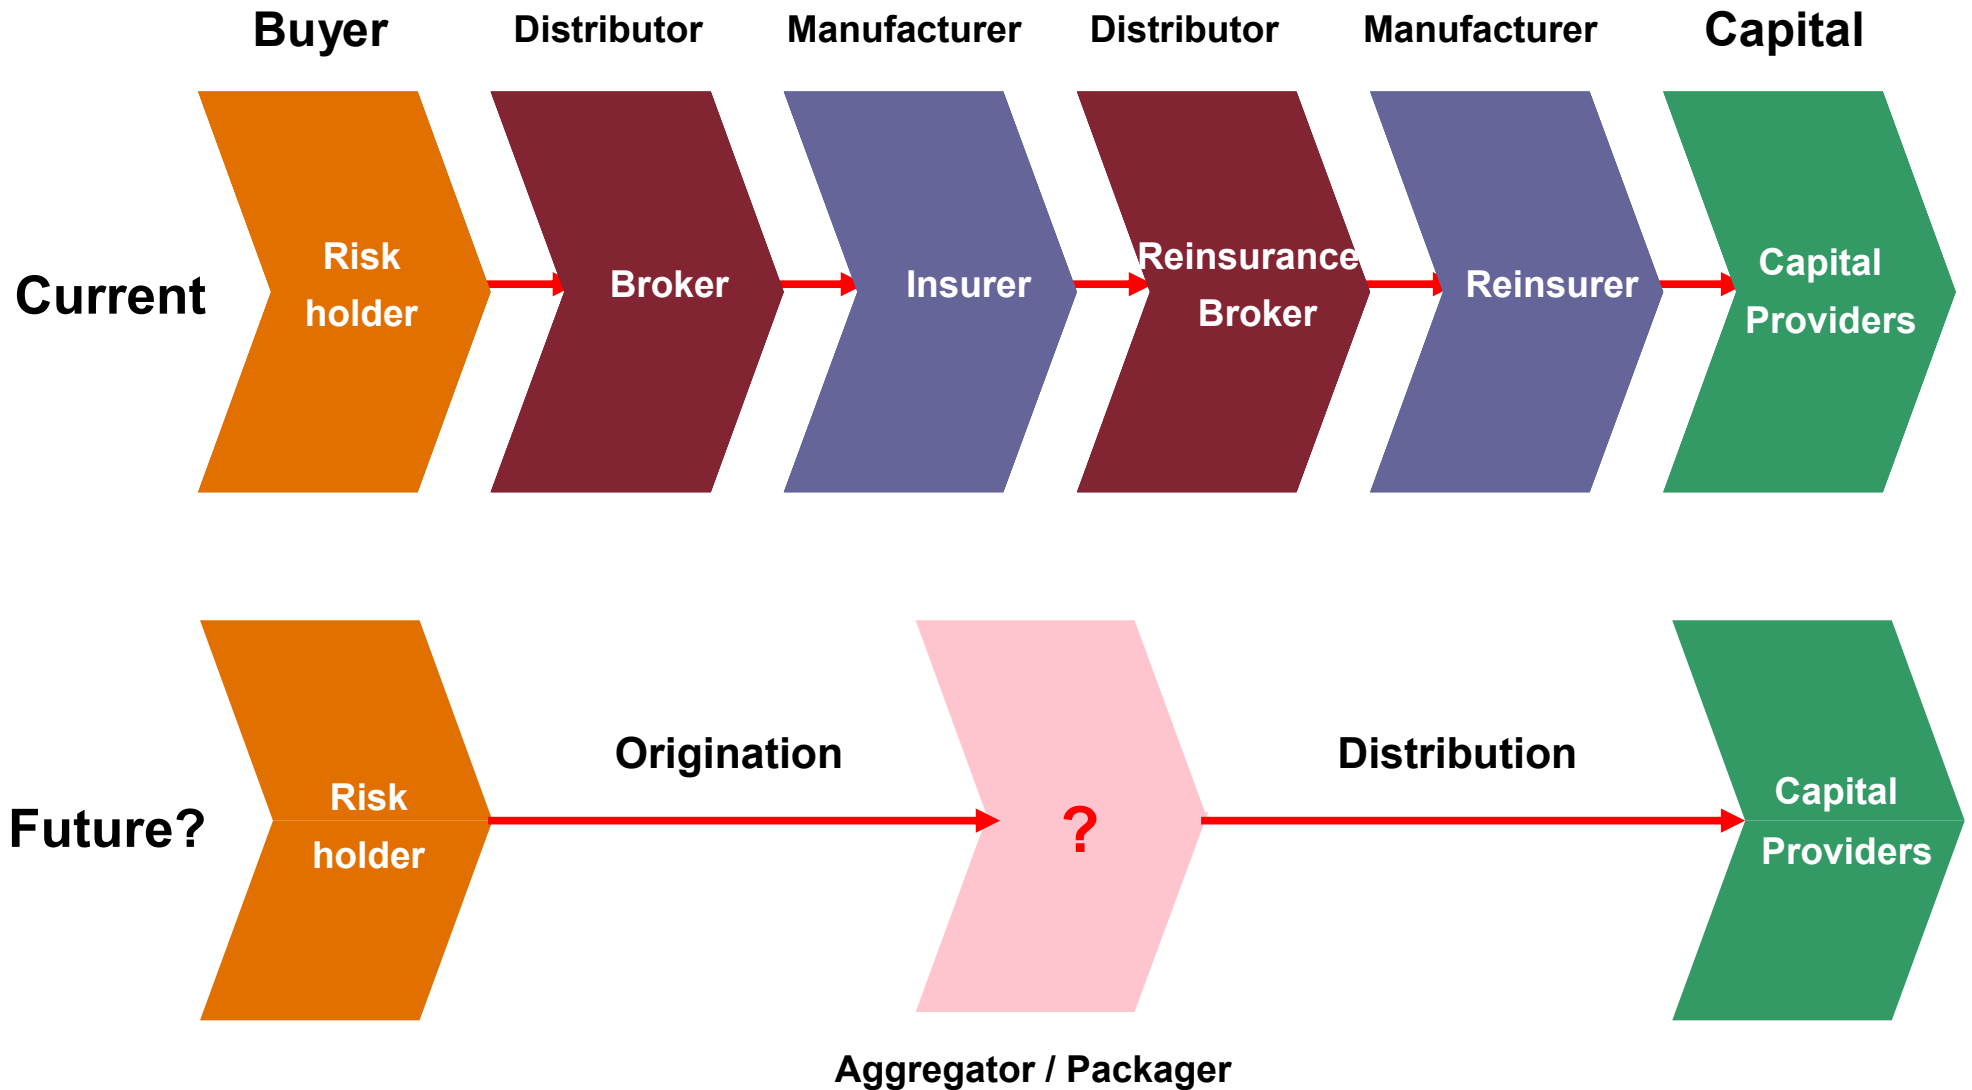 Buyer
Distributor
Manufacturer
Distributor
Manufacturer
Capital
Current
Risk
holder
Broker
Insurer
Reinsurance
Broker
Reinsurer
Capital
Providers
Future?
Risk
holder
Origination
?
Distribution
Capital
Providers
Aggregator / Packager